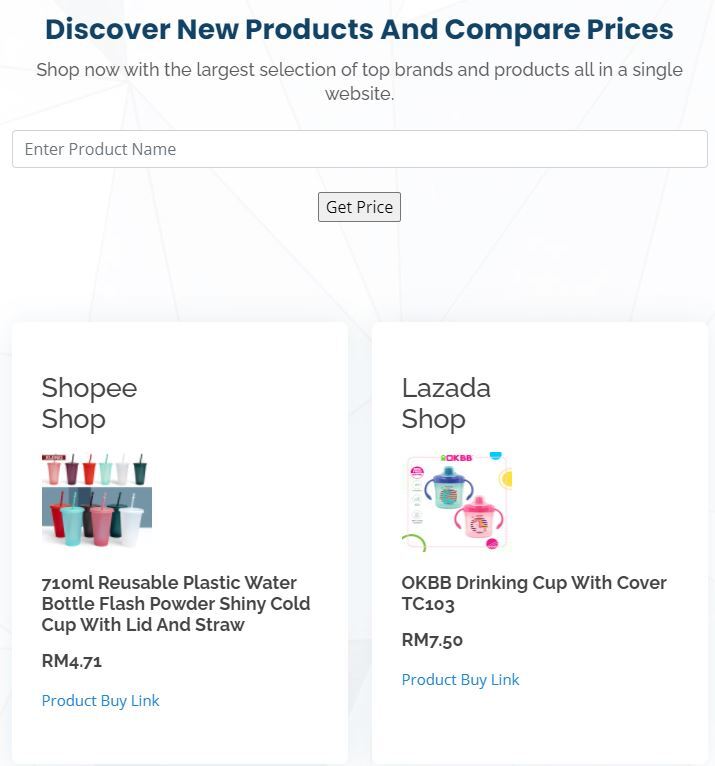 Discover New Products And Compare Prices
Shop now with the largest selection of top brands and products all in a single
website.
Enter Product Name
Get Price
Shopee
Shop
Lazada
Shop
OKBB
710ml Reusable Plastic Water
Bottle Flash Powder Shiny Cold
Cup With Lid And Straw
RM4.71
Product Buy Link
OKBB Drinking Cup With Cover
TC103
RM7.50
Product Buy Link